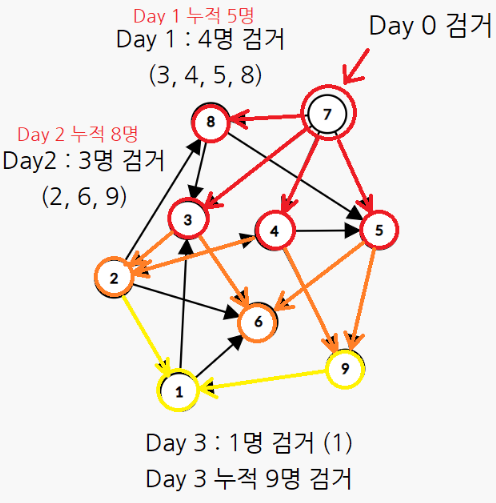 Day 1 누적 5명
Day 1 : 4명 검거
(3, 4, 5, 8)
Day 0 검거
Day 2 누적 8명
Day2 : 3명 검거
(2, 6, 9)
8
7
3
4
5
2
6
9
1
Day 3 : 1명 검거 (1)
Day 3 누적 9명 검거